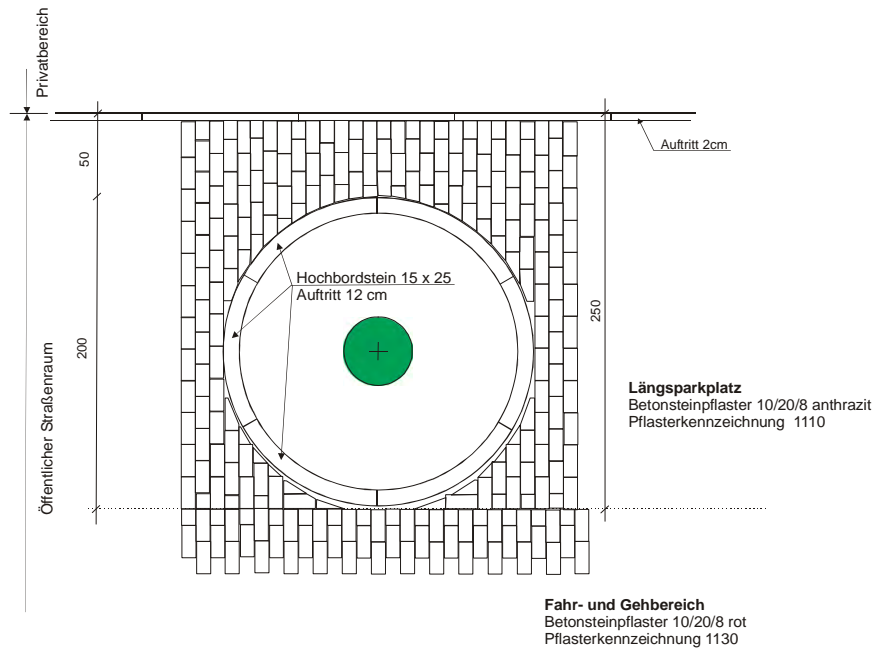 Privatbereich
Auftritt 2cm
50
Hochbordstein 15 x 25
Auftritt 12 cm
250
200
Längsparkplatz
Betonsteinpflaster 10/20/8 anthrazit
Pflasterkennzeichnung 1110
Öffentlicher Straßenraum
Fahr- und Gehbereich
Betonsteinpflaster 10/20/8 rot
Pflasterkennzeichnung 1130